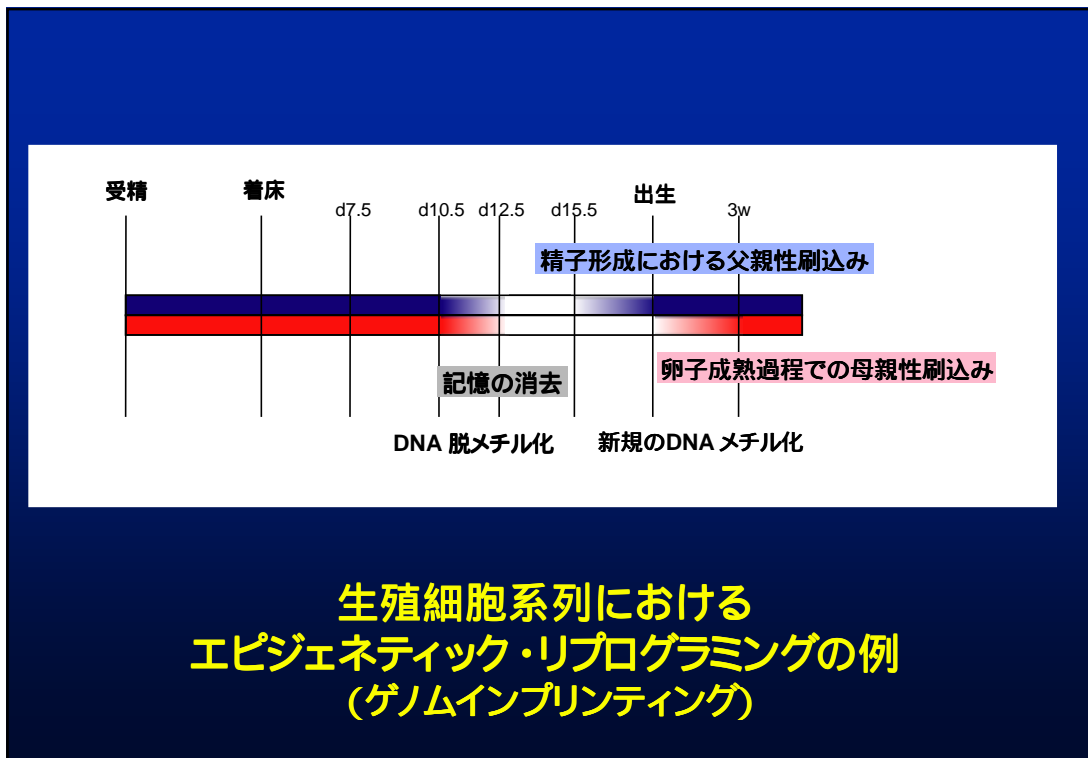 受精 着床 出生
d7.5 d10.5 d12.5 d15.5 3w
精子形成における父親性刷込み
卵子成熟過程での母親性刷込み
記憶の消去
DNA 脱メチル化 新規のDNA メチル化
生殖細胞系列における
エピジェネティック・リプログラミングの例
(ゲノムインプリンティング)